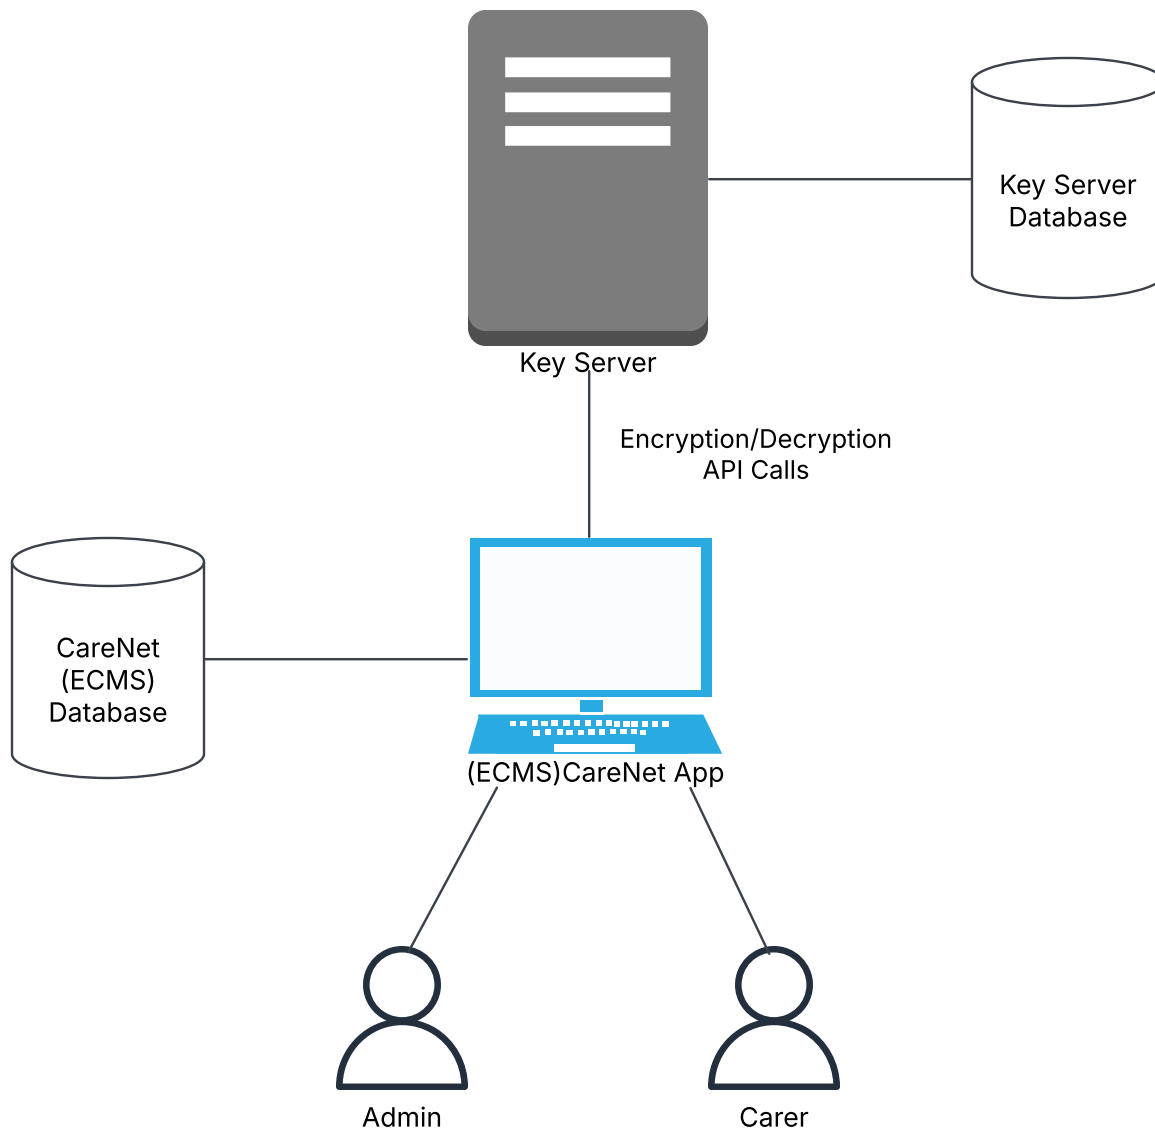 Key Server
Database
Key Server
Encryption/Decryption
API Calls
CareNet
(ECMS)
Database
(ECMS)CareNet App
Admin
Carer